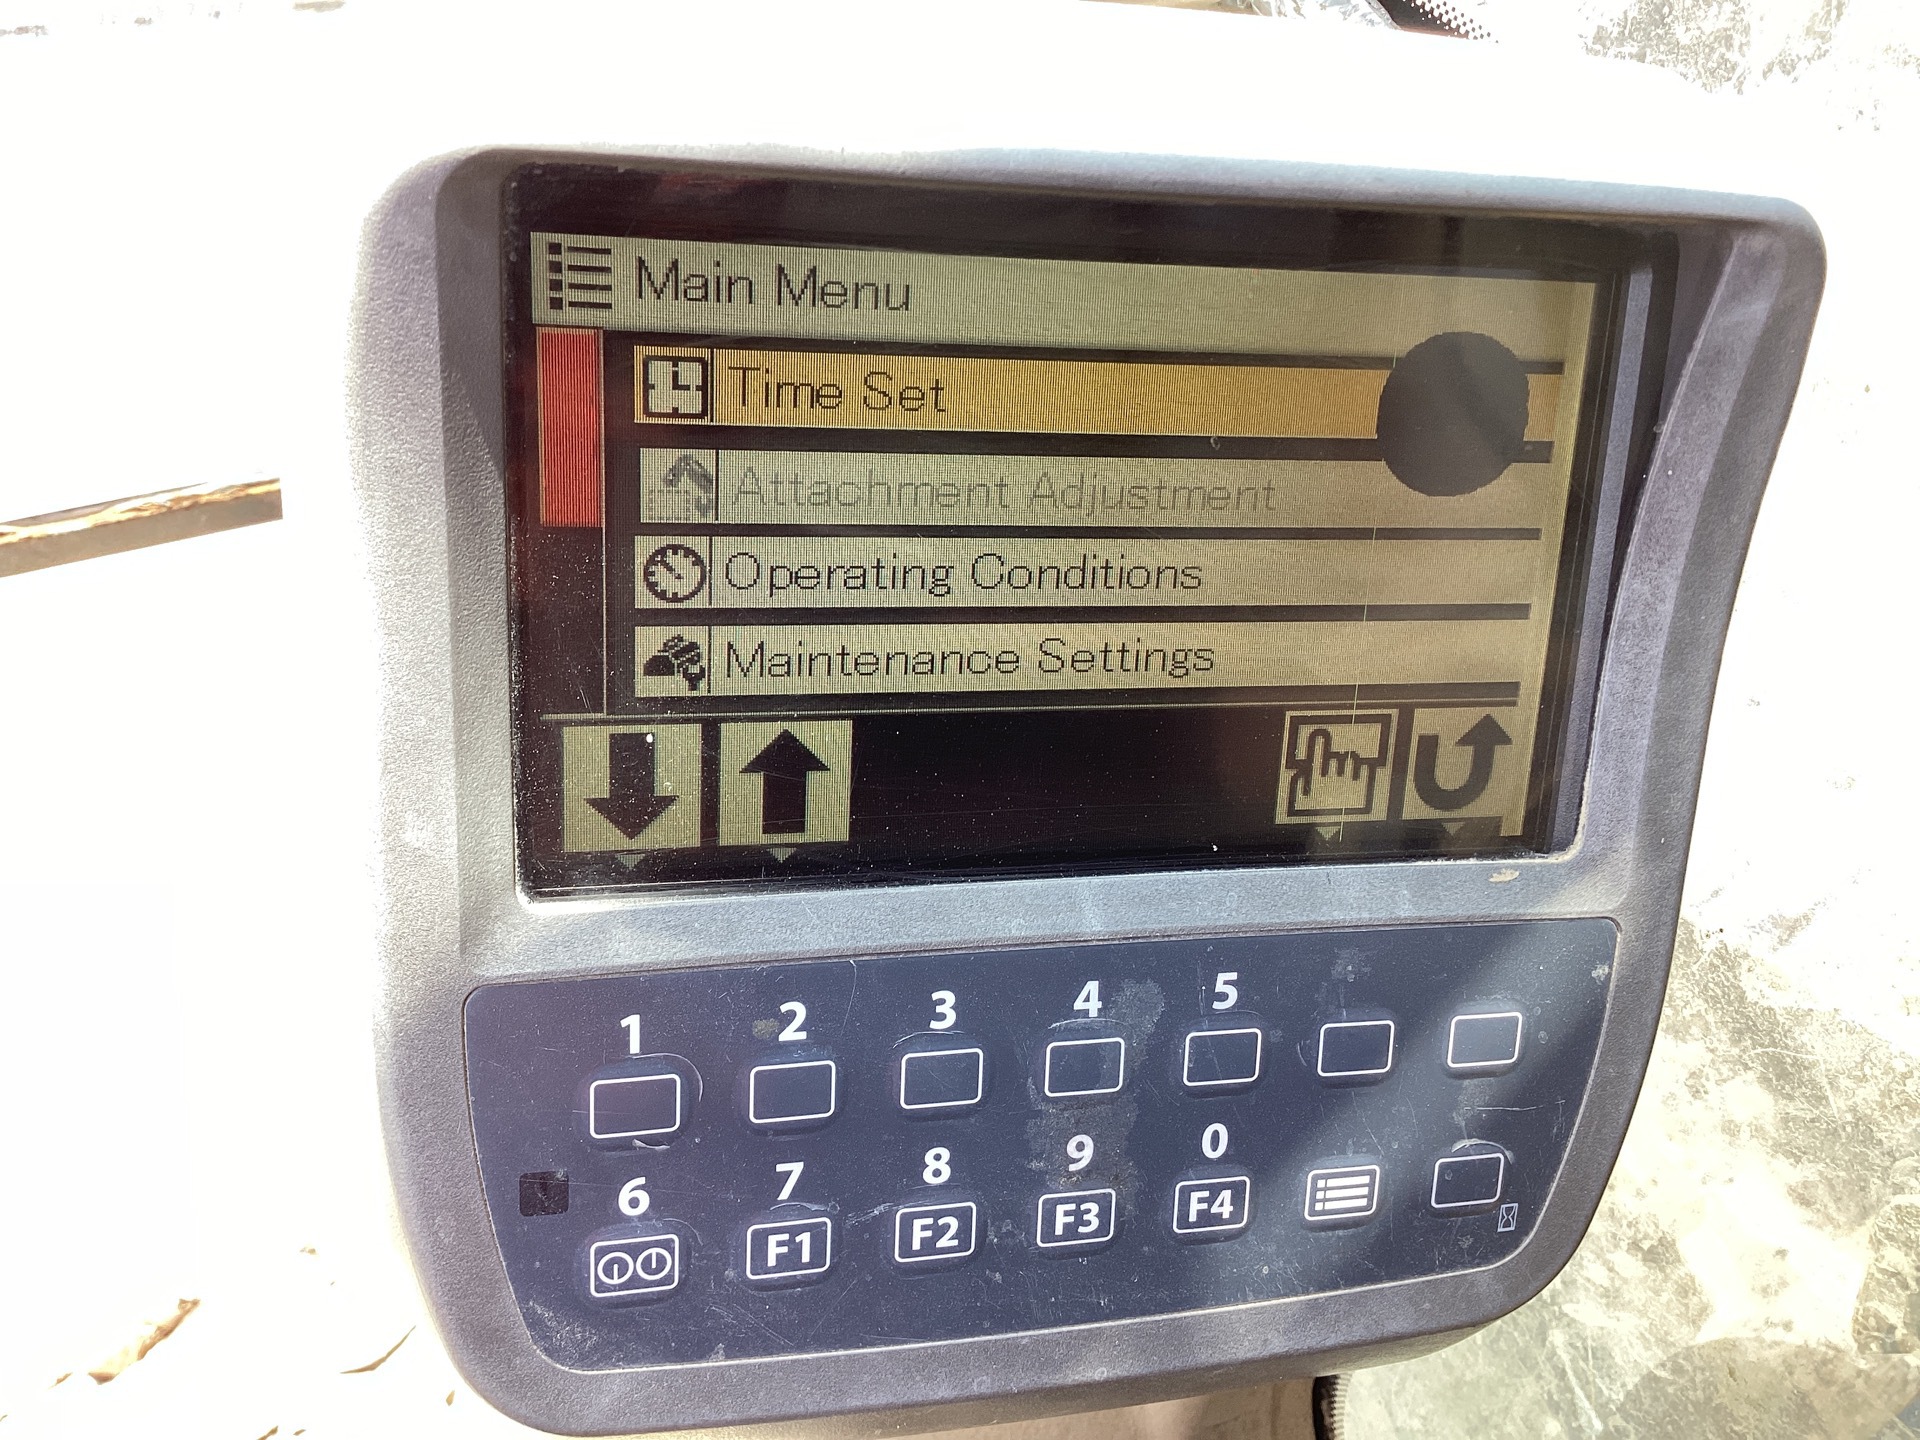 Main Menu
Time Set
Attachment Adjustment
Operating Conditions
Maintenance Settings
1 2 3 4 5
6 7 8 9 0
F1 F2 F3 F4